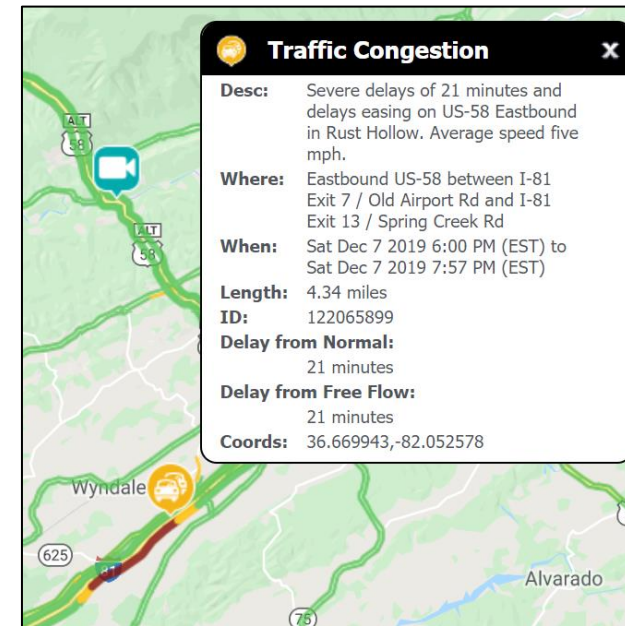 Traffic Congestion x
Desc: Severe delays of 21 minutes and
delays easing on US-58 Eastbound
in Rust Hollow. Average speed five
mph.
Where: Eastbound US-58 between I-81
Exit 7 / Old Airport Rd and I-81
Exit 13 / Spring Creek Rd
When: Sat Dec 7 2019 6:00 PM (EST) to
Sat Dec 7 2019 7:57 PM (EST)
Length: 4.34 miles
ID: 122065899
Delay from Normal:
21 minutes
Delay from Free Flow:
21 minutes
Coords: 36.669943,-82.052578
ALT
58
ALT
58
Wyndale
625
81
Alvarado
75